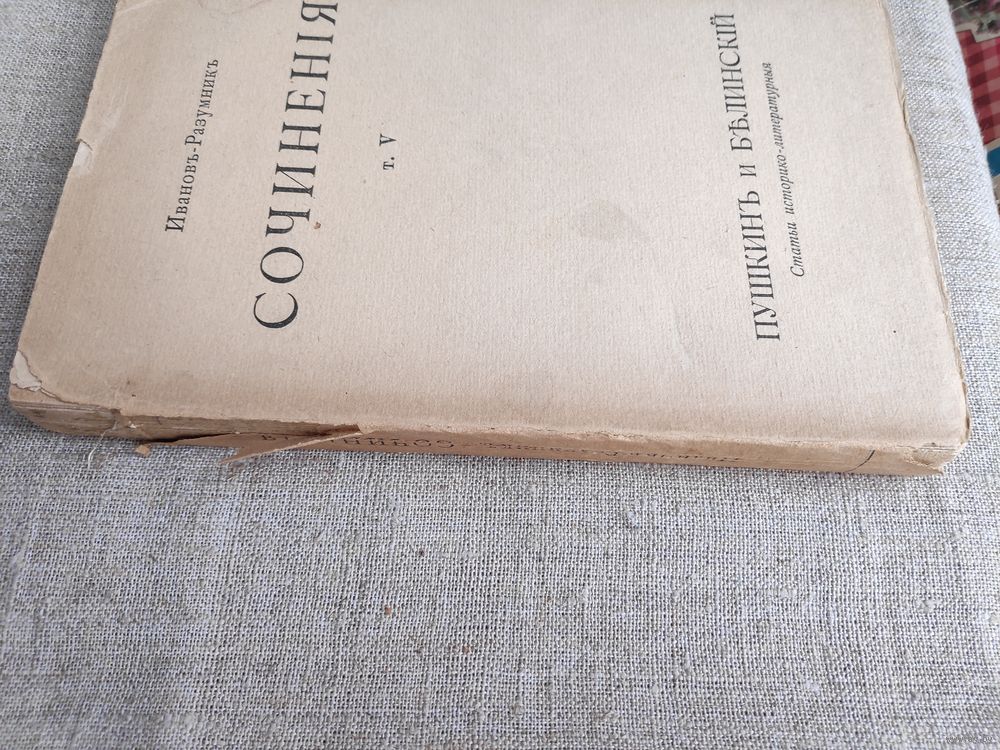 Ивановъ-Разумникъ
СОЧИНЕНІЯ
т. V
ПУШКИНЪ и БѢЛИНСКІЙ
Статьи историко-литературныя